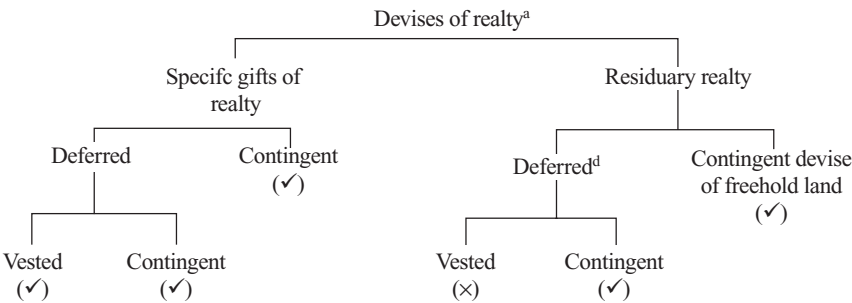 Devises of realtyᵃ
Specifc gifts of
realty
Residuary realty
Deferred
Contingent
(✓)
Deferredᵈ
Contingent devise
of freehold land
(✓)
Vested
(✓)
Contingent
(✓)
Vested
(×)
Contingent
(✓)